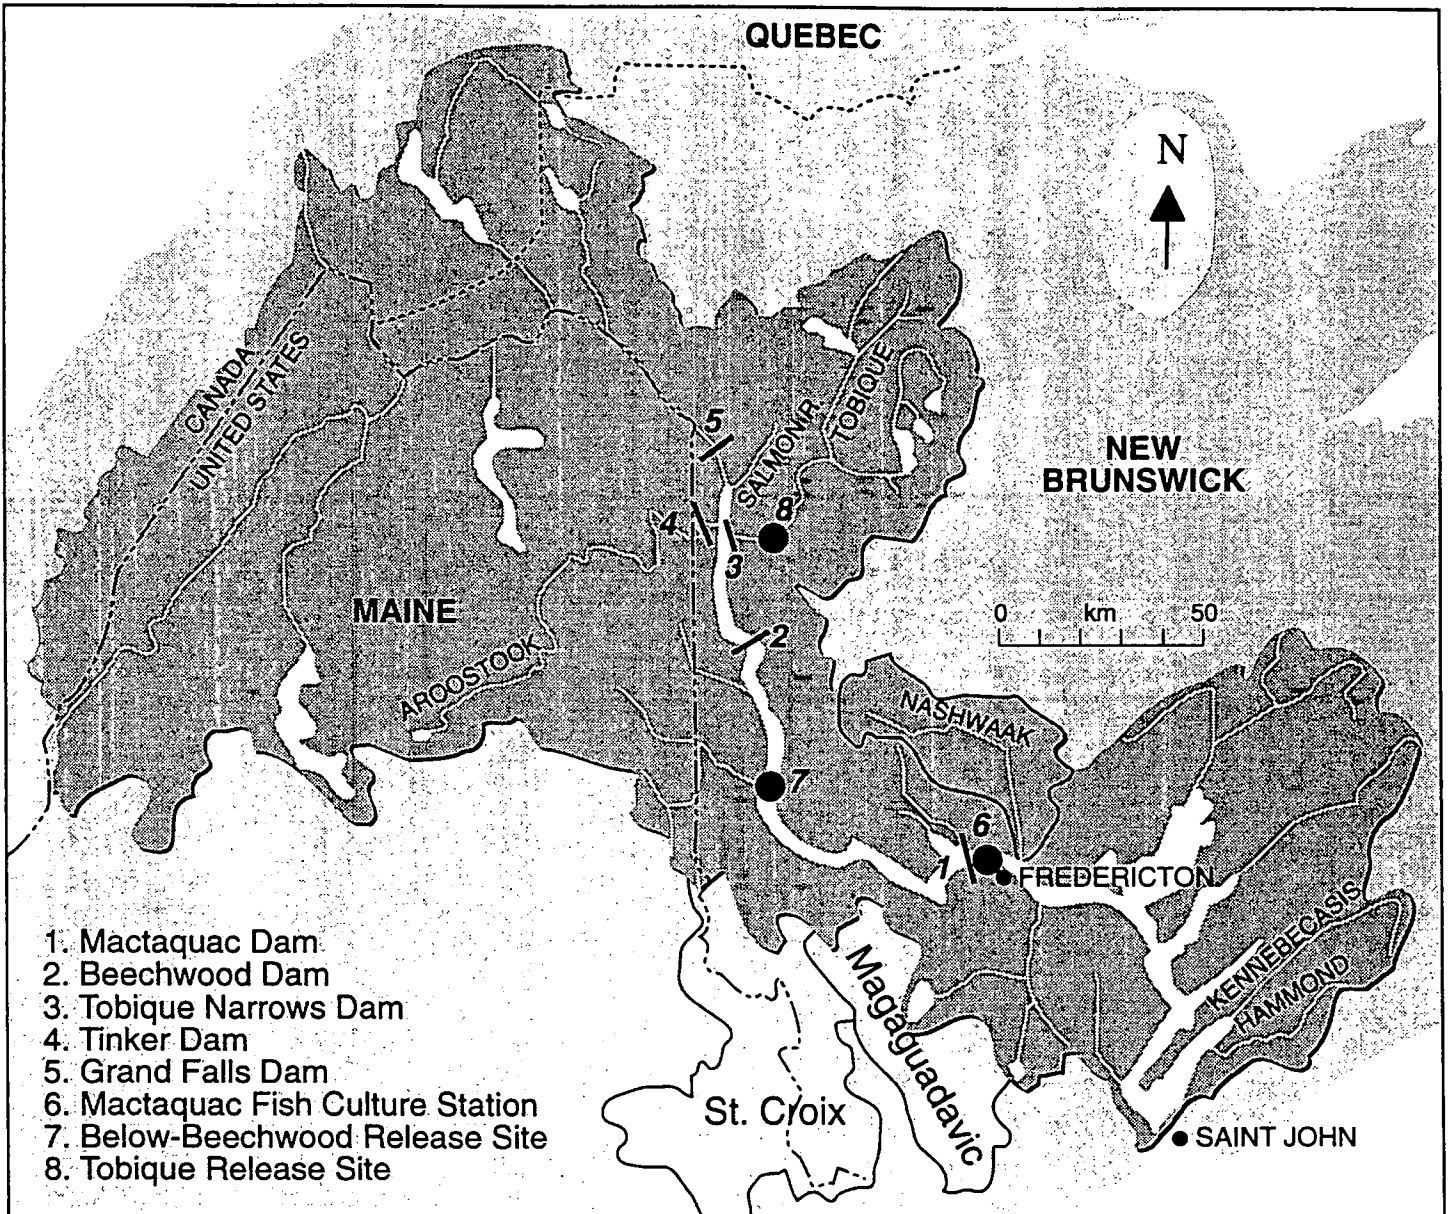 QUEBEC
N
CANADA
UNITED STATES
5
SALMON R.
TOBIQUE
NEW
BRUNSWICK
4
8
3
0 km 50
MAINE
2
AROOSTOOK
NASHWAAK
7
6
1
FREDERICTON
KENNEBECASIS
HAMMOND
Magaguadavic
St. Croix
SAINT JOHN
1. Mactaquac Dam
2. Beechwood Dam
3. Tobique Narrows Dam
4. Tinker Dam
5. Grand Falls Dam
6. Mactaquac Fish Culture Station
7. Below-Beechwood Release Site
8. Tobique Release Site